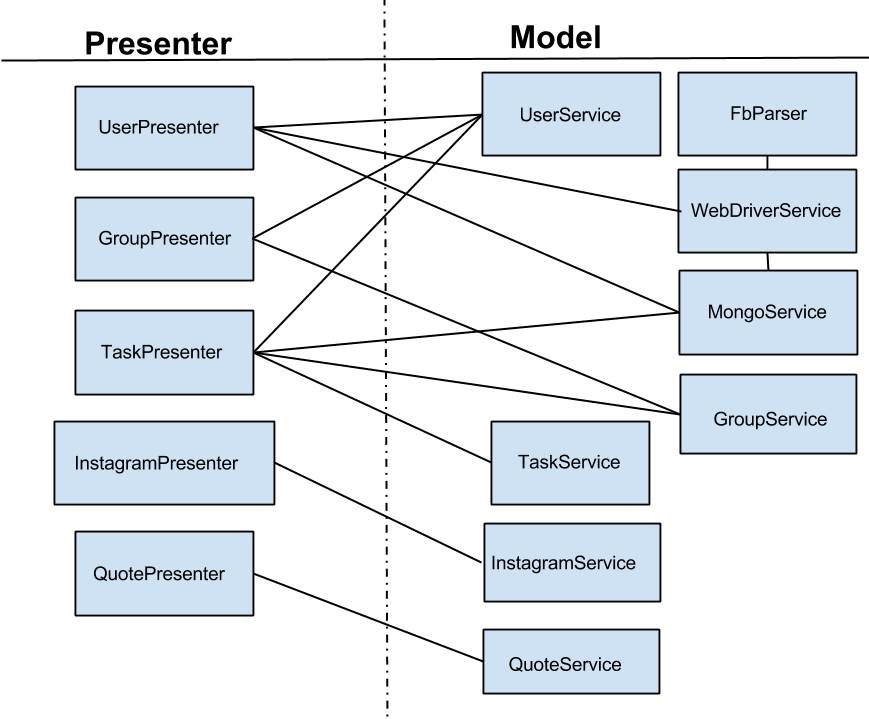 Presenter
Model
UserPresenter
UserService
FbParser
WebDriverService
GroupPresenter
MongoService
TaskPresenter
GroupService
InstagramPresenter
TaskService
InstagramService
QuotePresenter
QuoteService